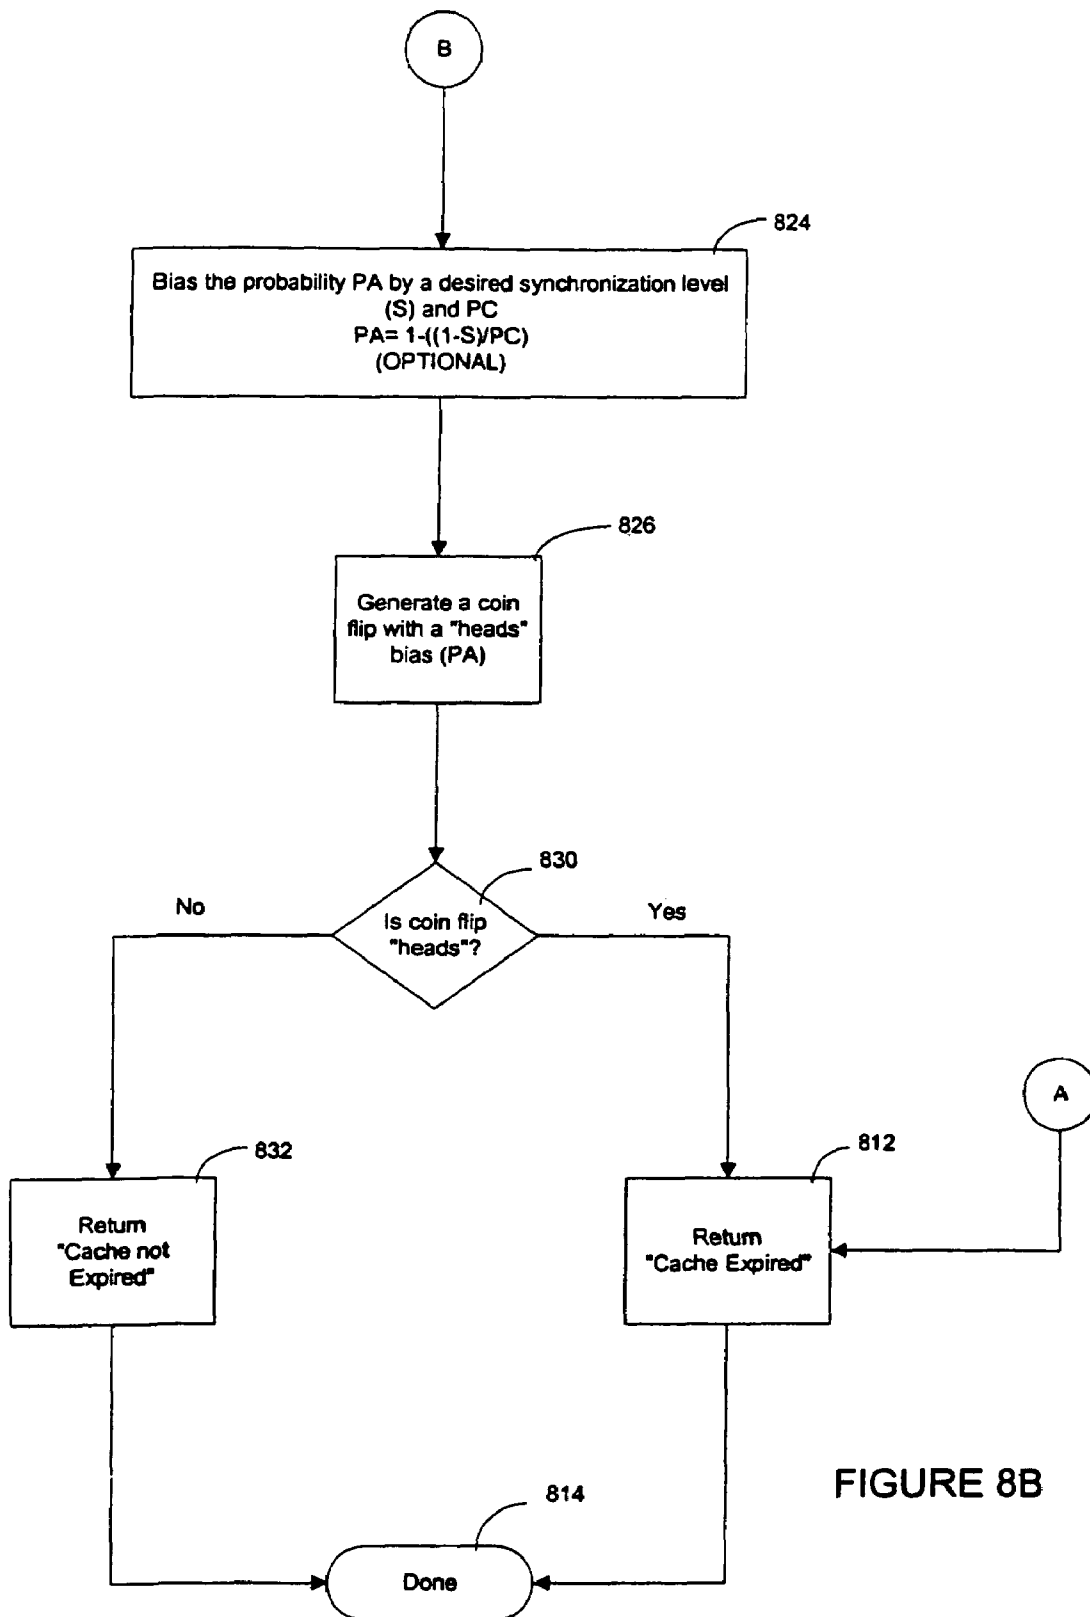 B
824
Bias the probability PA by a desired synchronization level
(S) and PC
PA= 1-((1-S)/PC)
(OPTIONAL)
826
Generate a coin
flip with a "heads"
bias (PA)
830
No
Is coin flip
"heads"?
Yes
A
832
812
Return
"Cache not
Expired"
Return
"Cache Expired"
FIGURE 8B
814
Done